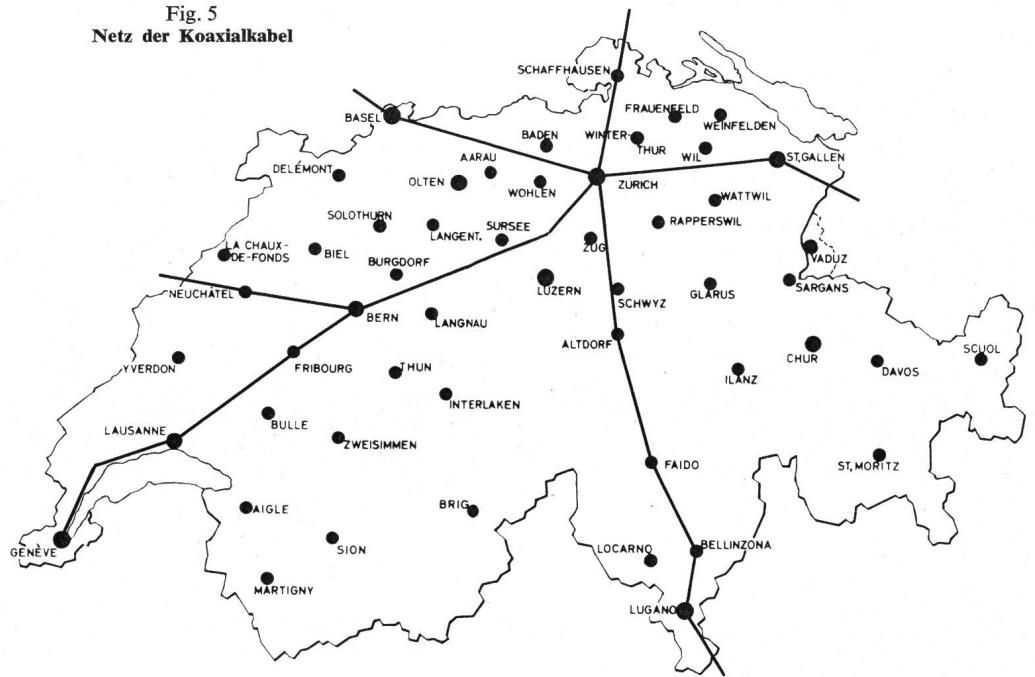 Fig. 5
Netz der Koaxialkabel
SCHAFFHAUSEN
FRAUENFELD
WEINFELDEN
BASEL
BADEN
WINTER-
THUR
WIL
ST. GALLEN
DELÉMONT
AARAU
OLTEN
WOHLEN
ZÜRICH
WATTWIL
SOLOTHURN
LANGENT.
SURSEE
RAPPERSWIL
LA CHAUX-
DE-FONDS
BIEL
BURGDORF
ZUG
VADUZ
NEUCHÂTEL
BERN
LANGNAU
LUZERN
SCHWYZ
GLARUS
SARGANS
YVERDON
FRIBOURG
THUN
ALTDORF
ILANZ
CHUR
DAVOS
SCUOL
INTERLAKEN
LAUSANNE
BULLE
ZWEISIMMEN
FAIDO
ST. MORITZ
AIGLE
BRIG
GENÈVE
SION
LOCARNO
BELLINZONA
MARTIGNY
LUGANO